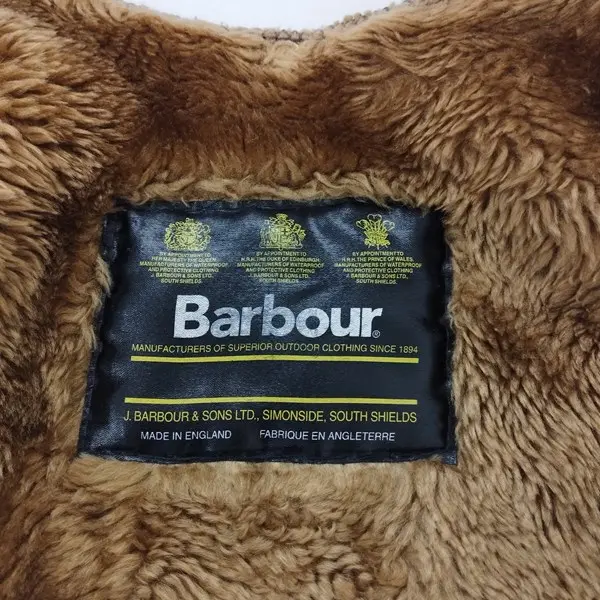 BY APPOINTMENT TO
HER MAJESTY THE QUEEN
MANUFACTURERS OF WATERPROOF
AND PROTECTIVE CLOTHING
J. BARBOUR & SONS LTD.
SOUTH SHIELDS.
BY APPOINTMENT TO
H.R.H. THE DUKE OF EDINBURGH
MANUFACTURERS OF WATERPROOF
AND PROTECTIVE CLOTHING
J. BARBOUR & SONS LTD.
SOUTH SHIELDS.
BY APPOINTMENT TO
H.R.H. THE PRINCE OF WALES
MANUFACTURERS OF WATERPROOF
AND PROTECTIVE CLOTHING
J. BARBOUR & SONS LTD.,
SOUTH SHIELDS.
Barbour®
MANUFACTURERS OF SUPERIOR OUTDOOR CLOTHING SINCE 1894
J. BARBOUR & SONS LTD., SIMONSIDE, SOUTH SHIELDS
MADE IN ENGLAND FABRIQUE EN ANGLETERRE